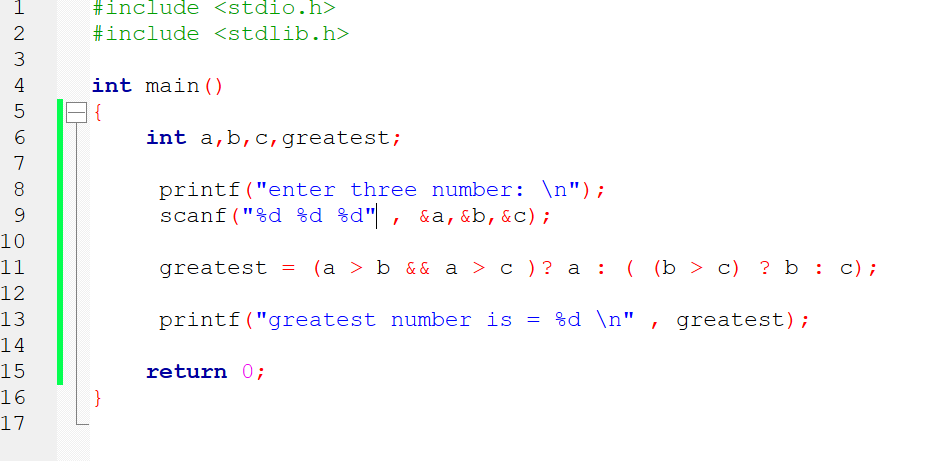 1 #include <stdio.h>
2 #include <stdlib.h>
3
4 int main()
5 {
6 int a,b,c,greatest;
7
8 printf("enter three number: \n");
9 scanf("%d %d %d" , &a,&b,&c);
10
11 greatest = (a > b && a > c )? a : ( (b > c) ? b : c);
12
13 printf("greatest number is = %d \n" , greatest);
14
15 return 0;
16 }
17